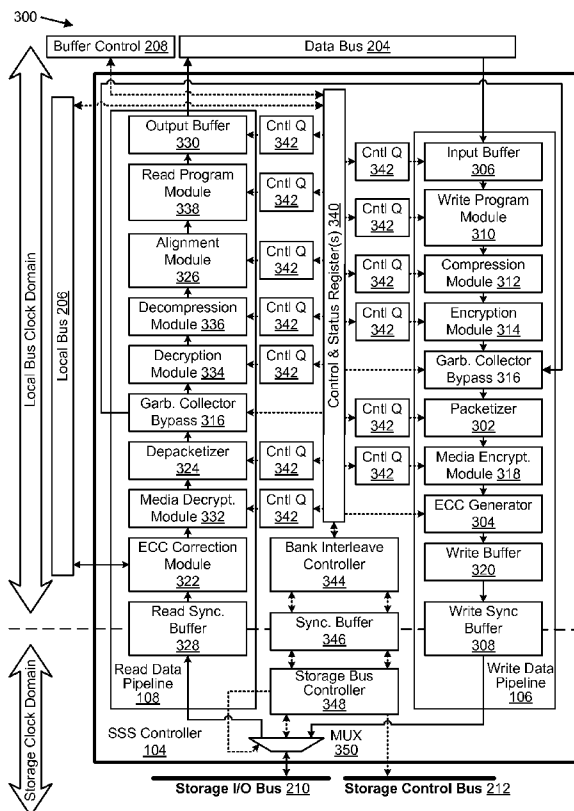 300
Buffer Control 208
Data Bus 204
Local Bus Clock Domain
Storage Clock Domain
Local Bus 206
Output Buffer
330
Read Program
Module
338
Alignment
Module
326
Decompression
Module 336
Decryption
Module 334
Garb. Collector
Bypass 316
Depacketizer
324
Media Decrypt.
Module 332
ECC Correction
Module
322
Read Sync.
Buffer
328
Read Data
Pipeline
108
SSS Controller
104
Cntl Q
342
Cntl Q
342
Cntl Q
342
Cntl Q
342
Cntl Q
342
Cntl Q
342
Cntl Q
342
Control & Status Register(s) 340
Cntl Q
342
Cntl Q
342
Cntl Q
342
Cntl Q
342
Cntl Q
342
Cntl Q
342
Bank Interleave
Controller
344
Sync. Buffer
346
Storage Bus
Controller
348
MUX
350
Input Buffer
306
Write Program
Module
310
Compression
Module 312
Encryption
Module 314
Garb. Collector
Bypass 316
Packetizer
302
Media Encrypt.
Module 318
ECC Generator
304
Write Buffer
320
Write Sync
Buffer
308
Write Data
Pipeline
106
Storage I/O Bus 210
Storage Control Bus 212